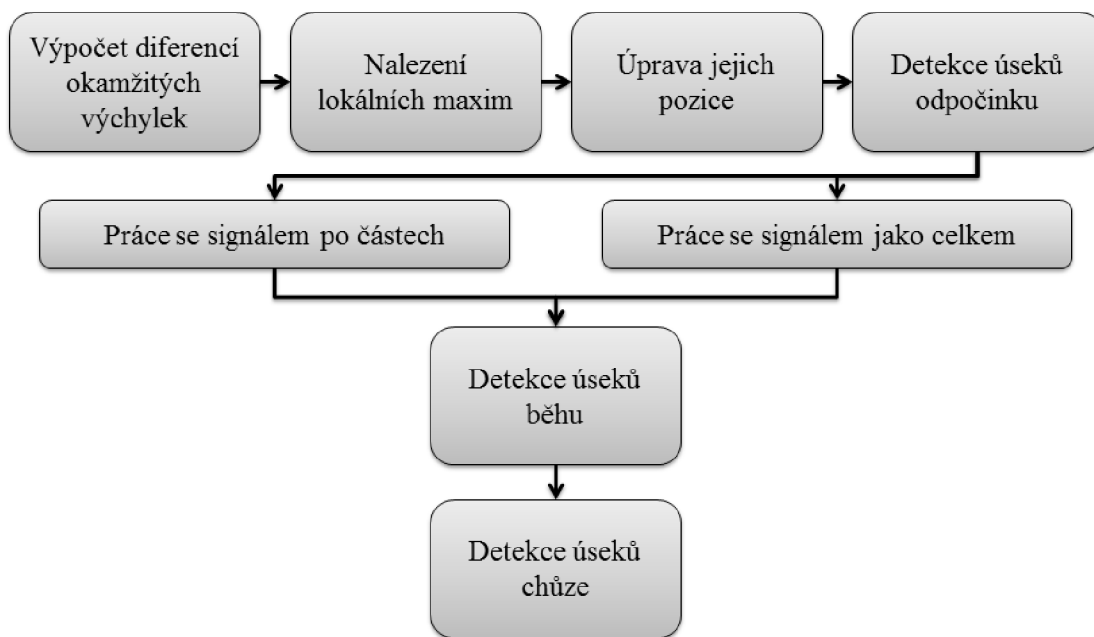 Výpočet diferencí
okamžitých
výchylek
Nalezení
lokálních maxim
Úprava jejich
pozice
Detekce úseků
odpočinku
Práce se signálem po částech
Práce se signálem jako celkem
Detekce úseků
běhu
Detekce úseků
chůze